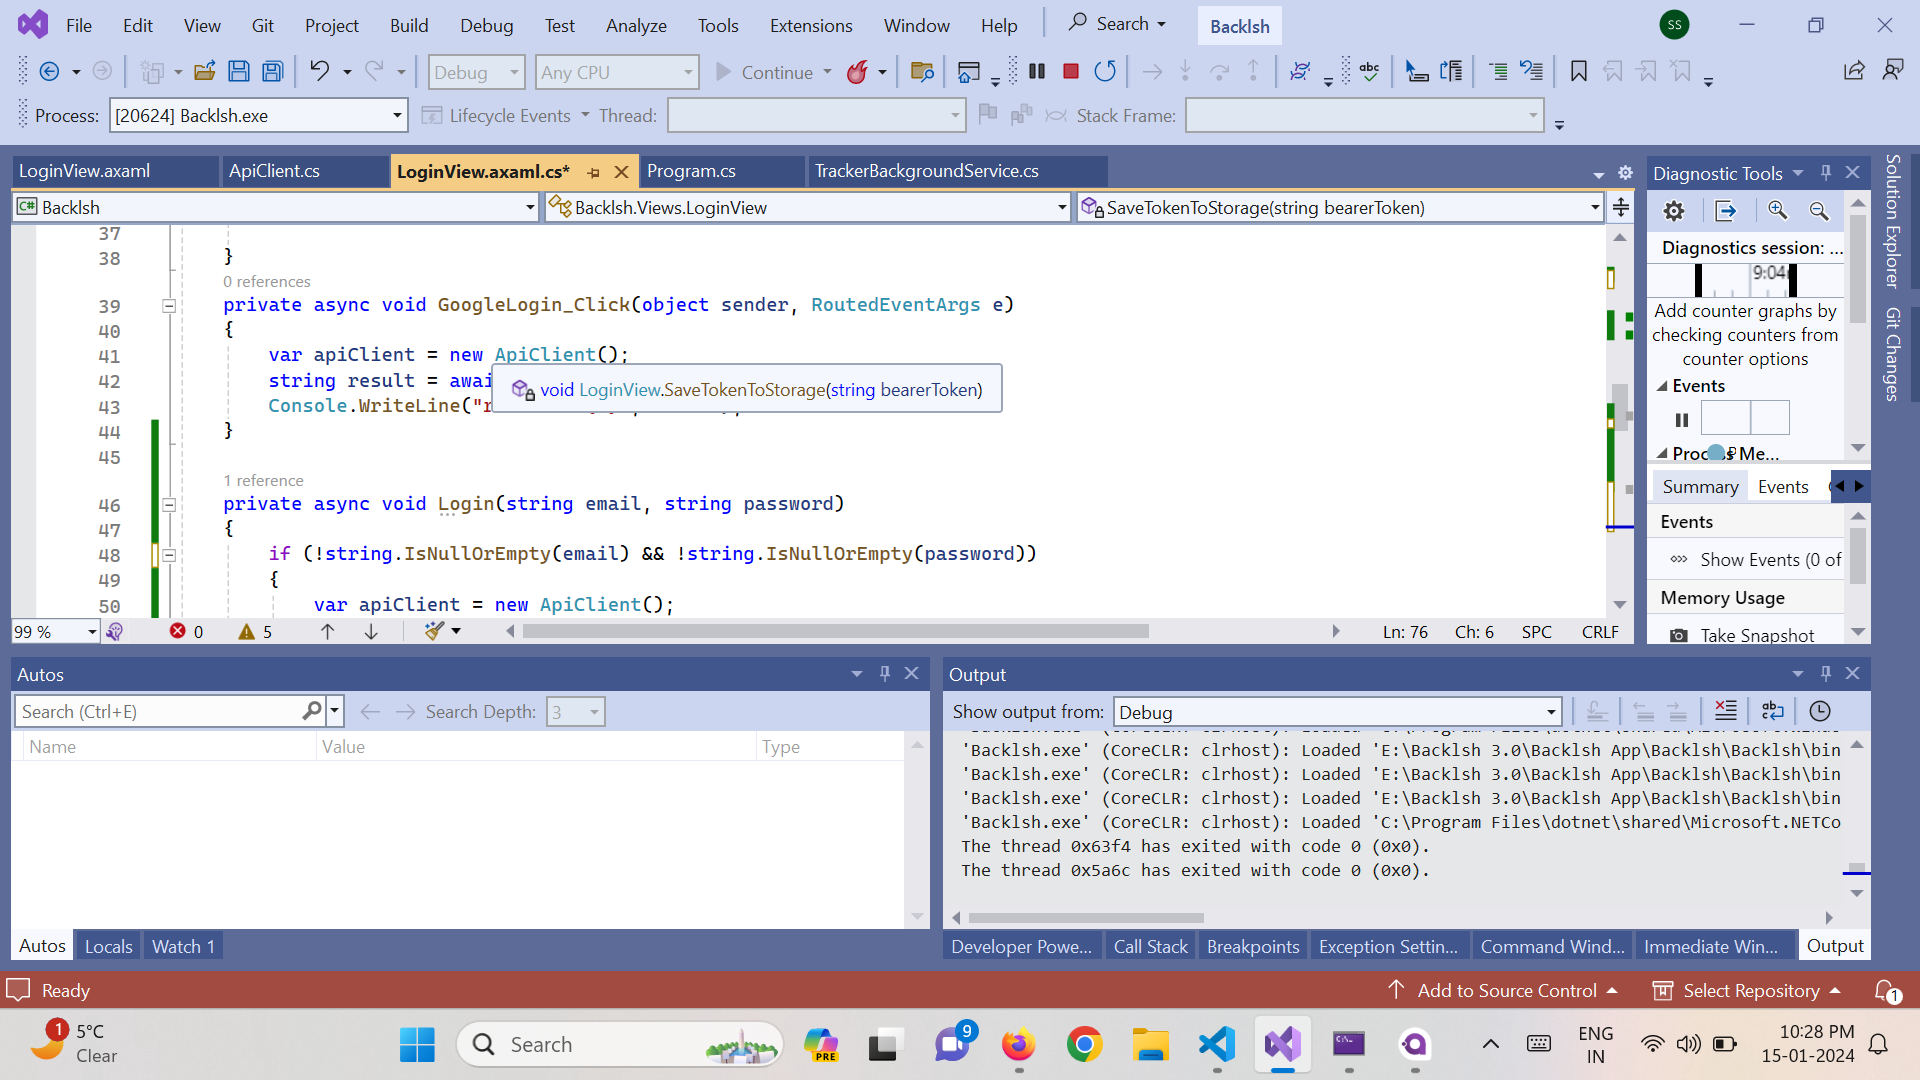 File Edit View Git Project Build Debug Test Analyze Tools Extensions Window Help Search Backlsh SS
Debug Any CPU Continue abc
Process: [20624] Backlsh.exe Lifecycle Events Thread: Stack Frame:
LoginView.axaml ApiClient.cs LoginView.axaml.cs* Program.cs TrackerBackgroundService.cs
C# Backlsh Backlsh.Views.LoginView SaveTokenToStorage(string bearerToken)
37
38 }
0 references
39 private async void GoogleLogin_Click(object sender, RoutedEventArgs e)
40 {
41 var apiClient = new ApiClient();
42 string result = awai
43 Console.WriteLine("r
void LoginView.SaveTokenToStorage(string bearerToken)
44 }
45
1 reference
46 private async void Login(string email, string password)
47 {
48 if (!string.IsNullOrEmpty(email) && !string.IsNullOrEmpty(password))
49 {
50 var apiClient = new ApiClient();
99 % 0 5 Ln: 76 Ch: 6 SPC CRLF
Diagnostic Tools
Diagnostics session: ...
9:04
Add counter graphs by
checking counters from
counter options
Events
Process Me...
Summary Events
Events
Show Events (0 of
Memory Usage
Take Snapshot
Solution Explorer
Git Changes
Autos
Search (Ctrl+E) Search Depth: 3
Name Value Type
Autos Locals Watch 1
Output
Show output from: Debug
'Backlsh.exe' (CoreCLR: clrhost): Loaded 'E:\Backlsh 3.0\Backlsh App\Backlsh\Backlsh\bin
'Backlsh.exe' (CoreCLR: clrhost): Loaded 'E:\Backlsh 3.0\Backlsh App\Backlsh\Backlsh\bin
'Backlsh.exe' (CoreCLR: clrhost): Loaded 'E:\Backlsh 3.0\Backlsh App\Backlsh\Backlsh\bin
'Backlsh.exe' (CoreCLR: clrhost): Loaded 'C:\Program Files\dotnet\shared\Microsoft.NETCo
The thread 0x63f4 has exited with code 0 (0x0).
The thread 0x5a6c has exited with code 0 (0x0).
Developer Powe... Call Stack Breakpoints Exception Settin... Command Wind... Immediate Win... Output
Ready Add to Source Control Select Repository 1
1 5°C
Clear
Search PRE 9
ENG
IN
10:28 PM
15-01-2024